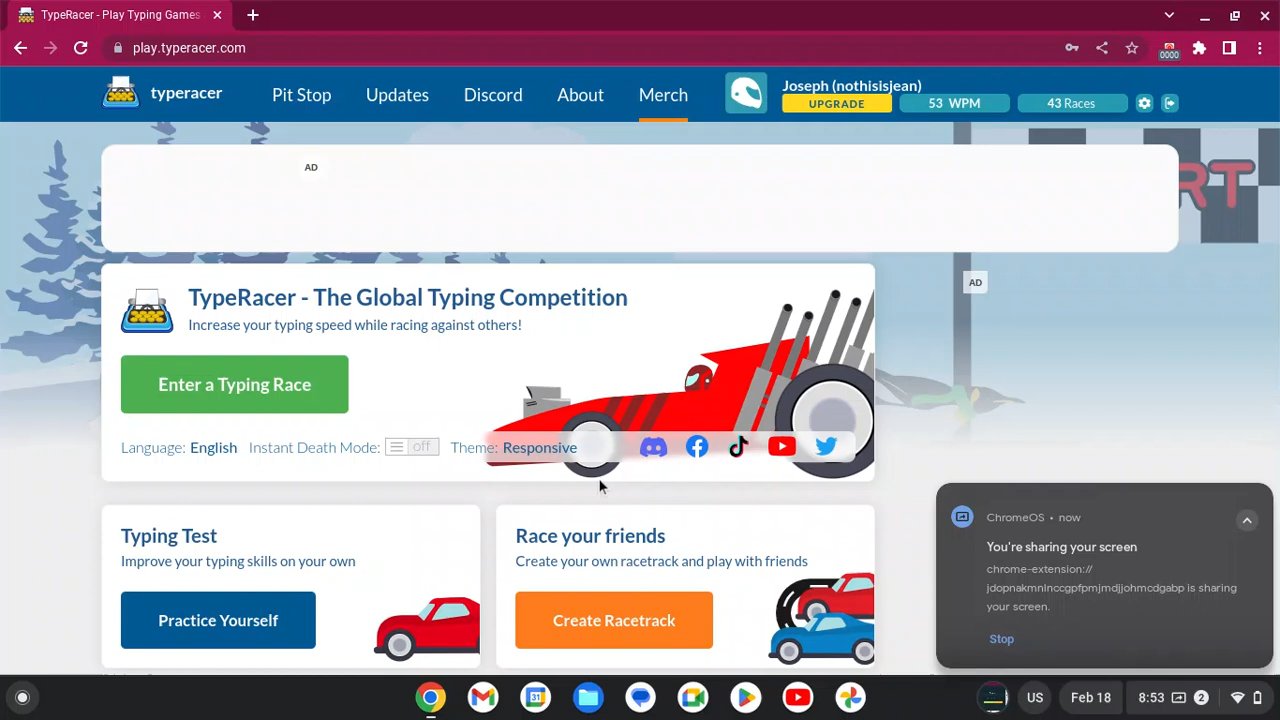 TypeRacer - Play Typing Games
play.typeracer.com
0000
typeracer
Pit Stop
Updates
Discord
About
Merch
Joseph (nothisisjean)
UPGRADE
53 WPM
43 Races
AD
RT
TypeRacer - The Global Typing Competition
Increase your typing speed while racing against others!
AD
Enter a Typing Race
Language: English
Instant Death Mode: off
Theme: Responsive
Typing Test
Improve your typing skills on your own
Practice Yourself
Race your friends
Create your own racetrack and play with friends
Create Racetrack
ChromeOS • now
You're sharing your screen
chrome-extension://
jdopnakmnlnccgpfpmjmdjjohmcdgabp is sharing
your screen.
Stop
31
US
Feb 18
8:53
2